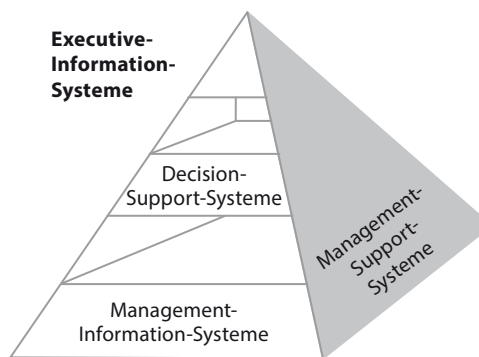 Executive-
Information-
Systeme
Decision-
Support-Systeme
Management-
Support-
Systeme
Management-
Information-Systeme